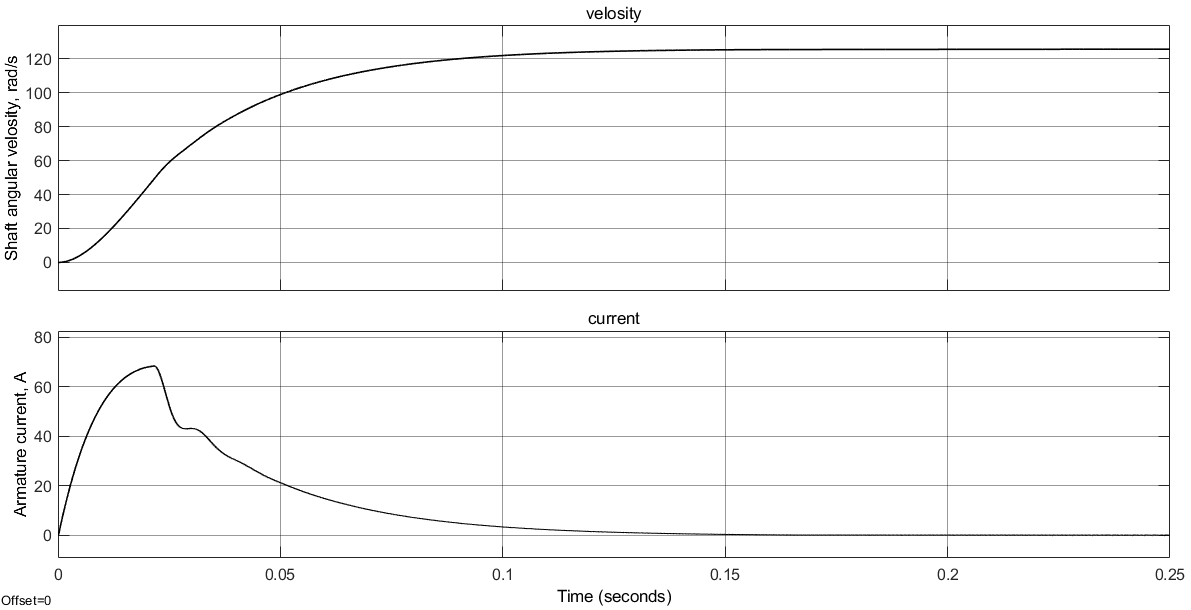 velosity
Shaft angular velosity, rad/s
120
100
80
60
40
20
0
current
Armature current, A
80
60
40
20
0
0 0.05 0.1 0.15 0.2 0.25
Time (seconds)
Offset=0